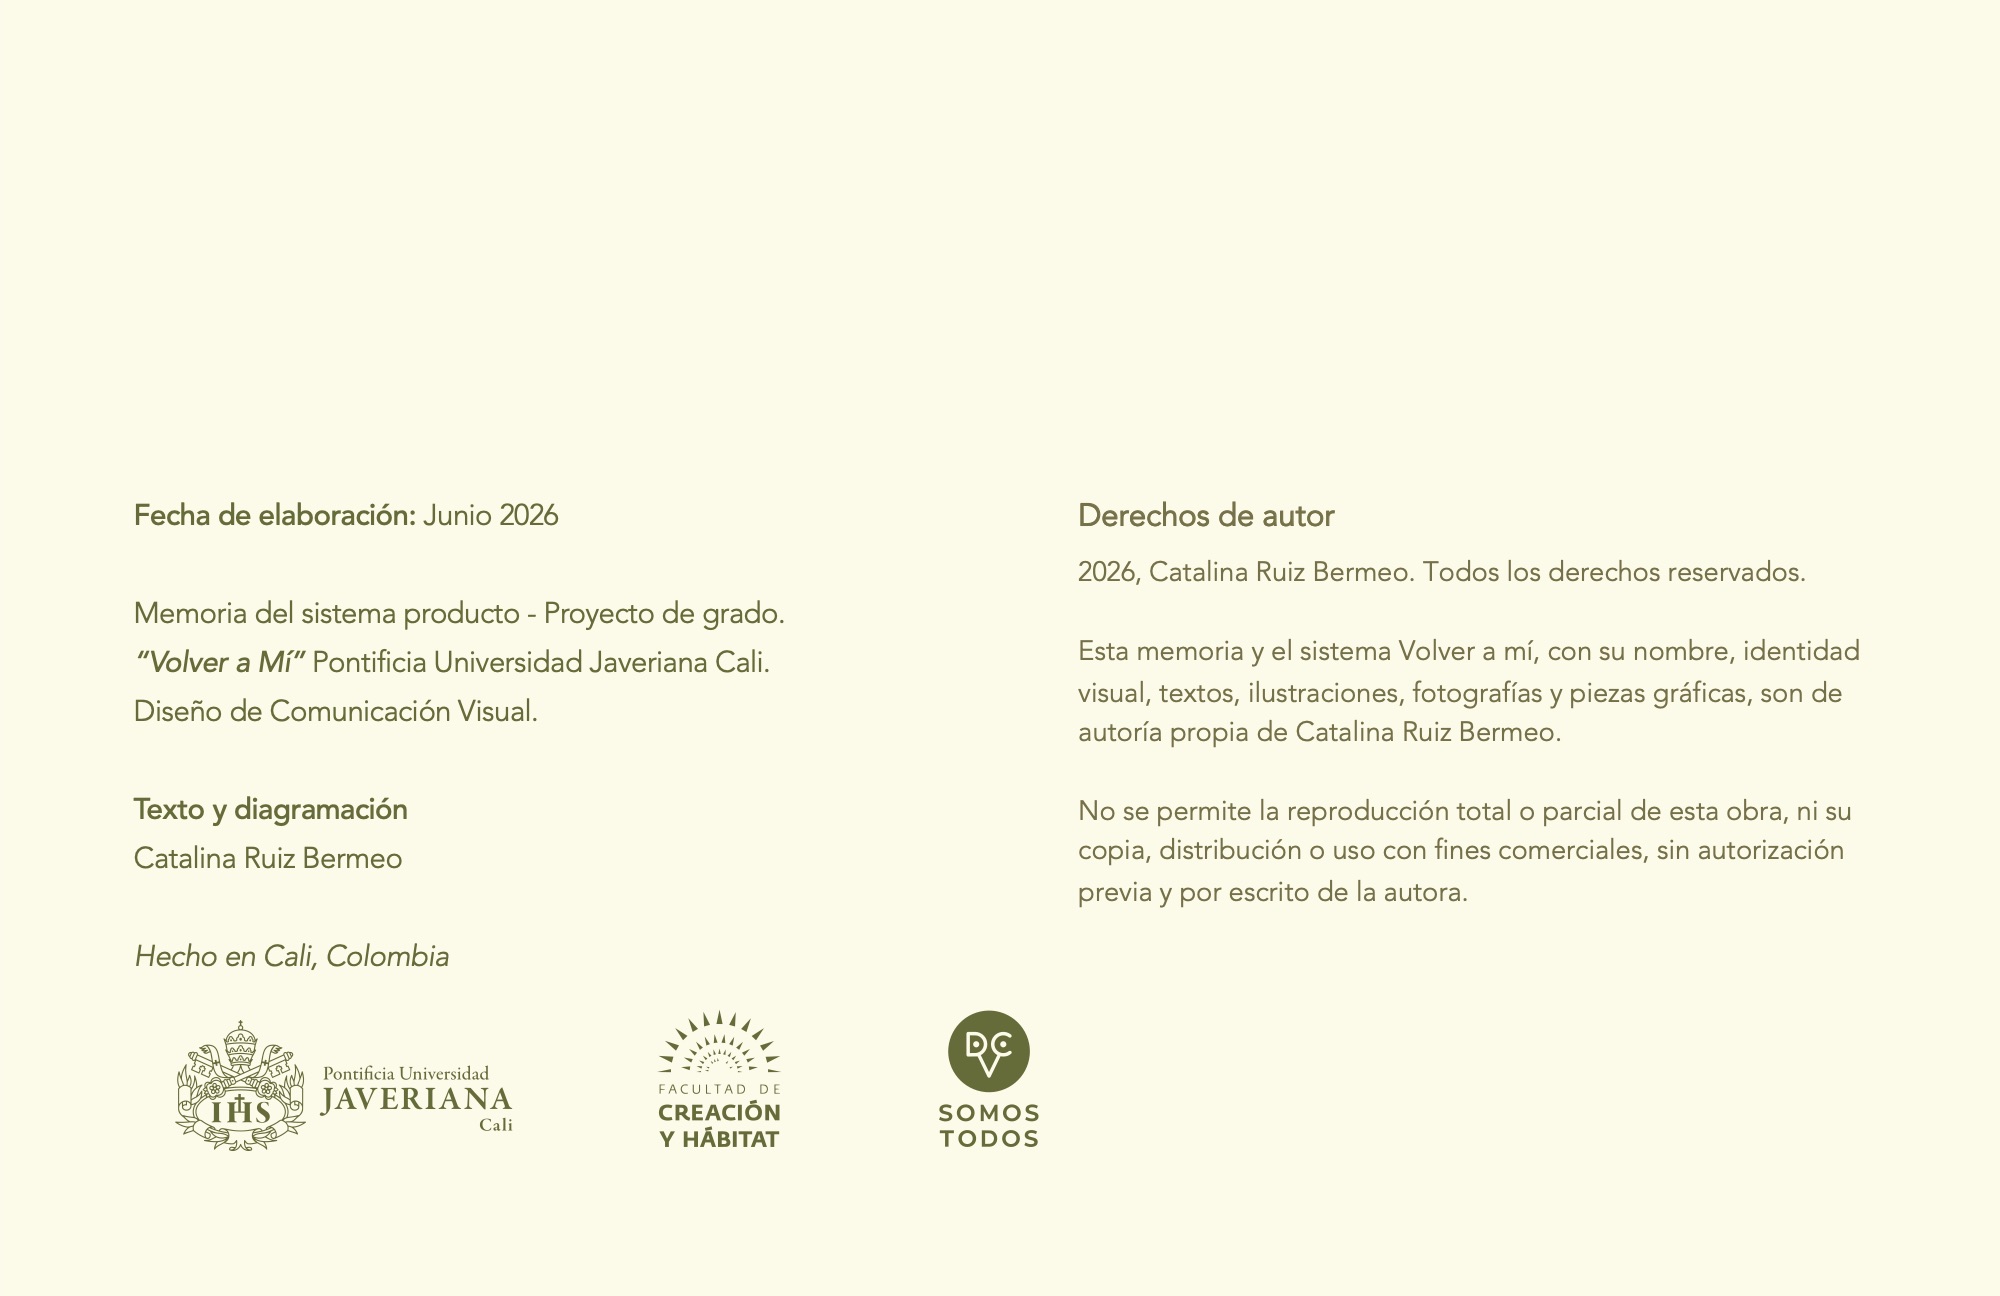 Fecha de elaboración: Junio 2026
Memoria del sistema producto - Proyecto de grado.
“Volver a Mí” Pontificia Universidad Javeriana Cali.
Diseño de Comunicación Visual.
Texto y diagramación
Catalina Ruiz Bermeo
Hecho en Cali, Colombia
Derechos de autor
2026, Catalina Ruiz Bermeo. Todos los derechos reservados.
Esta memoria y el sistema Volver a mí, con su nombre, identidad
visual, textos, ilustraciones, fotografías y piezas gráficas, son de
autoría propia de Catalina Ruiz Bermeo.
No se permite la reproducción total o parcial de esta obra, ni su
copia, distribución o uso con fines comerciales, sin autorización
previa y por escrito de la autora.
IHS
Pontificia Universidad
JAVERIANA
Cali
FACULTAD DE
CREACIÓN
Y HÁBITAT
DVC
SOMOS
TODOS